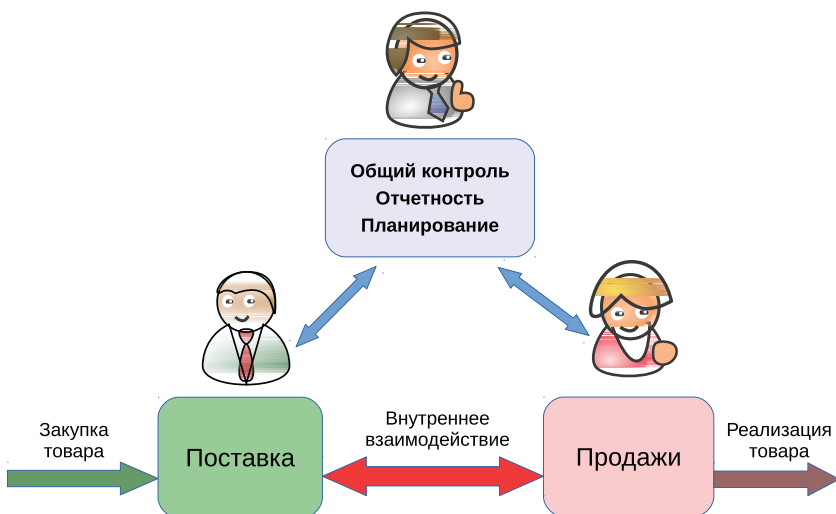 Общий контроль
Отчетность
Планирование
Закупка
товара
Поставка
Внутреннее
взаимодействие
Продажи
Реализация
товара